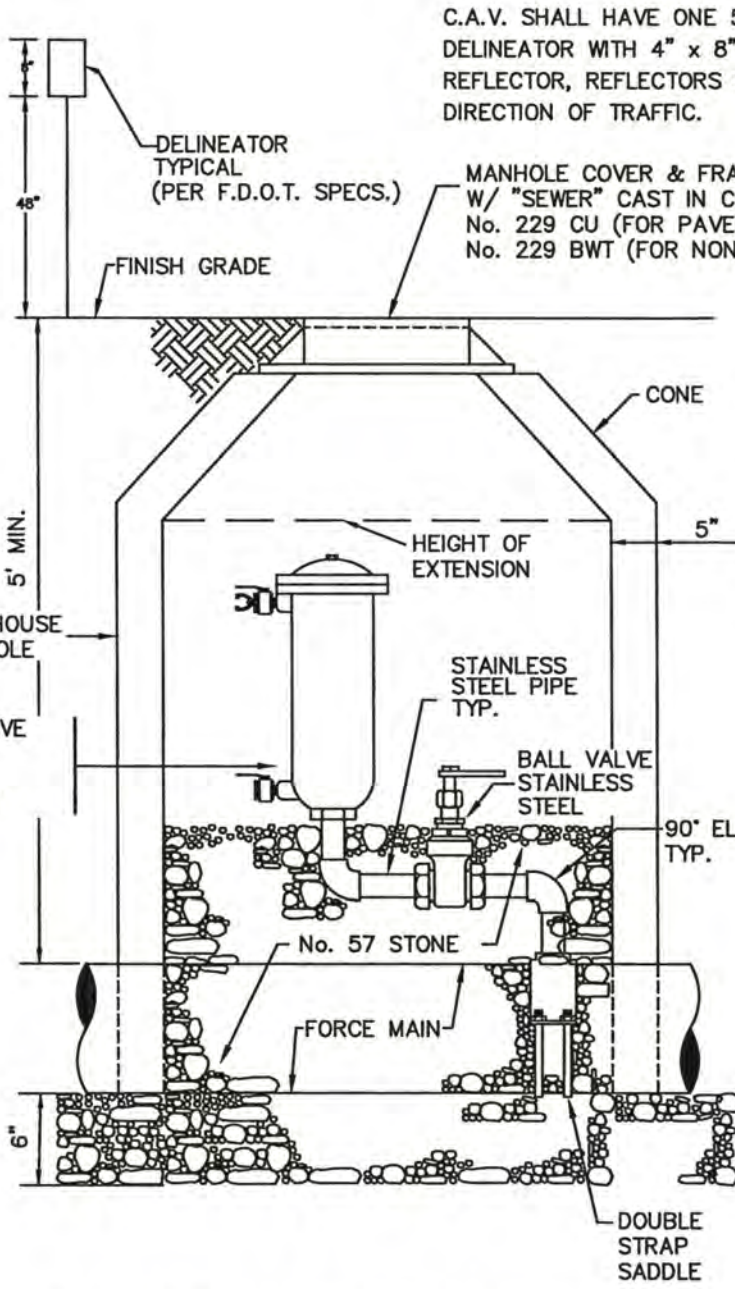 C.A.V. SHALL HAVE ONE 5
DELINEATOR WITH 4" x 8"
REFLECTOR, REFLECTORS
DIRECTION OF TRAFFIC.
8"
DELINEATOR
TYPICAL
(PER F.D.O.T. SPECS.)
48"
MANHOLE COVER & FRA
W/ "SEWER" CAST IN C
No. 229 CU (FOR PAVE
No. 229 BWT (FOR NON
FINISH GRADE
CONE
5' MIN.
HEIGHT OF
EXTENSION
5"
HOUSE
OLE
STAINLESS
STEEL PIPE
TYP.
VE
BALL VALVE
STAINLESS
STEEL
90° EL
TYP.
No. 57 STONE
FORCE MAIN
6"
DOUBLE
STRAP
SADDLE